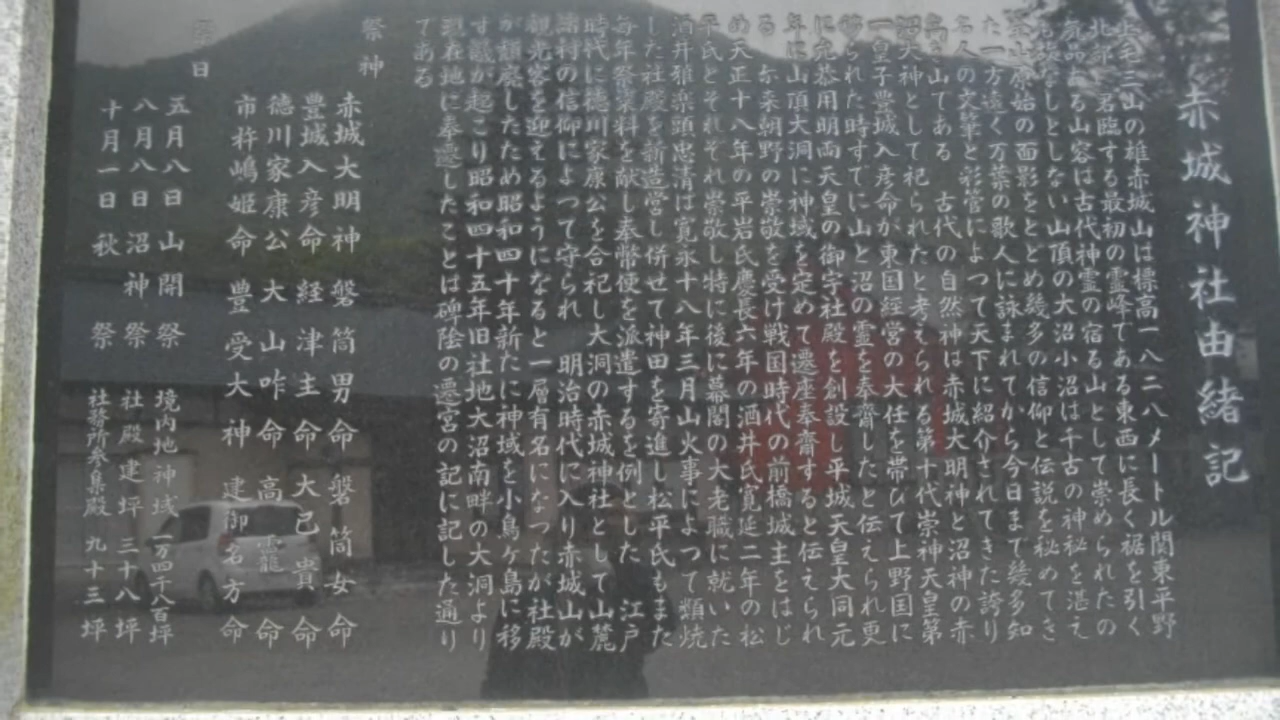 赤城神社由緒記
上毛三山の雄赤城山は標高一八二八メートル関東平野
北部に君臨する最初の霊峰である東西に長く裾を引く
気品ある山容は古代神霊の宿る山として崇められたの
なしとしない山頂の大沼小沼は千古の神秘を湛え
原始の面影をとどめ幾多の信仰と伝説を秘めてき
た一方遠く万葉の歌人に詠まれてから今日まで幾多知
名人の文筆と彩管によって天下に紹介されてきた誇り
山である 古代の自然神は赤城大明神と沼神の赤
沼大神として祀られたと考えられる第十代崇神天皇第
一皇子豊城入彦命が東国経営の大任を帯びて上野国に
られた時すでに山と沼の霊を奉齋したと伝えられ更
に允恭用明両天皇の御宇社殿を創設し平城天皇大同元
年に山頂大洞に神域を定めて遷座奉齋すると伝えられ
る 尓来朝野の崇敬を受け戦国時代の前橋城主をはじ
め天正十八年の平岩氏慶長六年の酒井氏寛延二年の松
平氏とそれぞれ崇敬し特に後に幕閣の大老職に就いた
酒井雅楽頭忠清は寛永十八年三月山火事によって類焼
した社殿を新造営し併せて神田を寄進し松平氏もまた
毎年祭粢料を献じ奉幣使を派遣するを例とした 江戸
時代に徳川家康公を合祀し大洞の赤城神社として山麓
諸村の信仰によって守られ 明治時代に入り赤城山が
観光客を迎えるようになると一層有名になったが社殿
が頽廃したため昭和四十年新たに神域を小鳥ヶ島に移
す議が起こり昭和四十五年旧社地大沼南畔の大洞より
現在地に奉遷したことは碑陰の遷宮の記に記した通り
である
祭神
赤城大明神 磐筒男命 磐筒女命
豊城入彦命 経津主命 大己貴命
徳川家康公 大山咋命 高龗命
市杵嶋姫命 豊受大神 建御名方命
祭日
五月八日 山開祭 境内地神域 一万四千八百坪
八月八日 沼神祭 社殿建坪 三十八坪
十月一日 秋祭 社務所参集殿 九十三坪